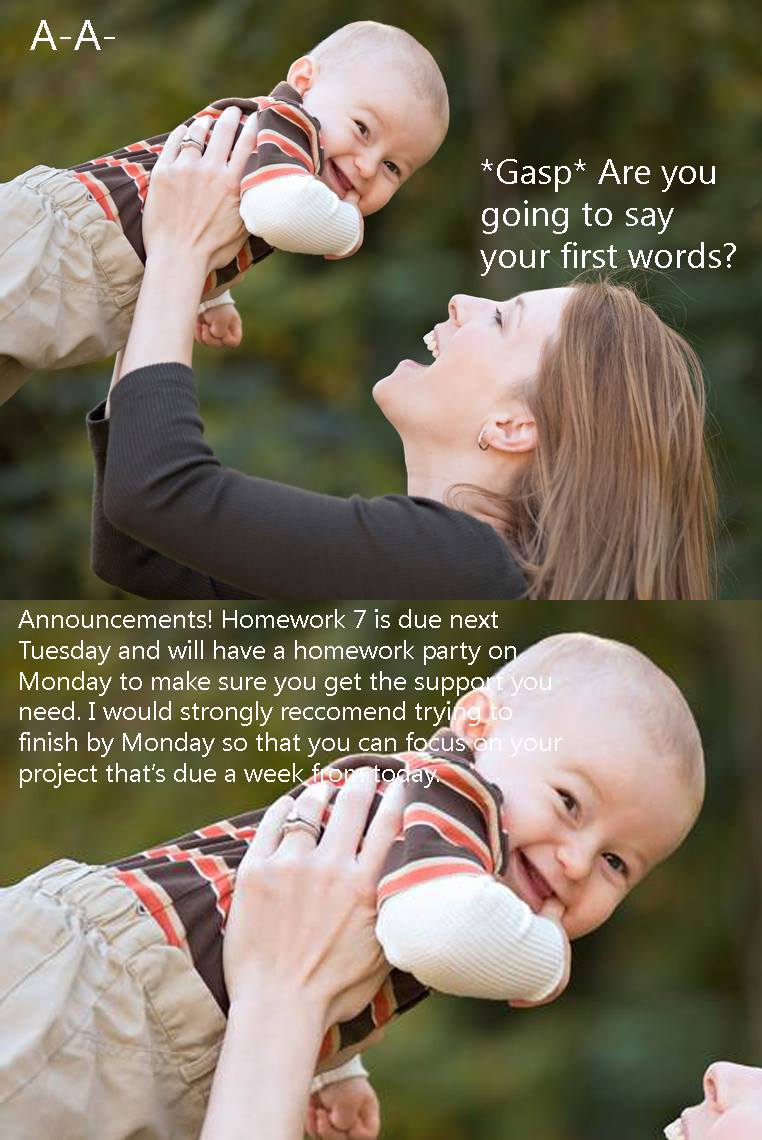 A-A-
*Gasp* Are you
going to say
your first words?
Announcements! Homework 7 is due next
Tuesday and will have a homework party on
Monday to make sure you get the support you
need. I would strongly reccomend trying to
finish by Monday so that you can focus on your
project that's due a week from today.